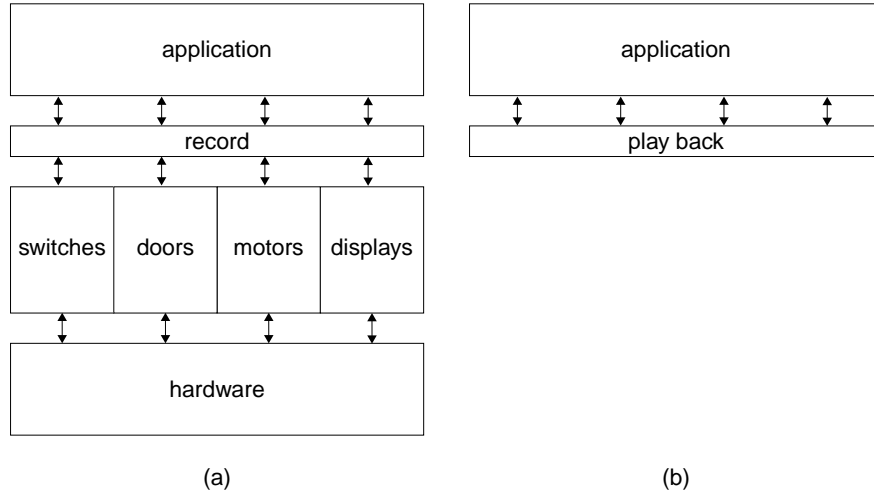 application
record
switches doors motors displays
hardware
(a)
application
play back
(b)